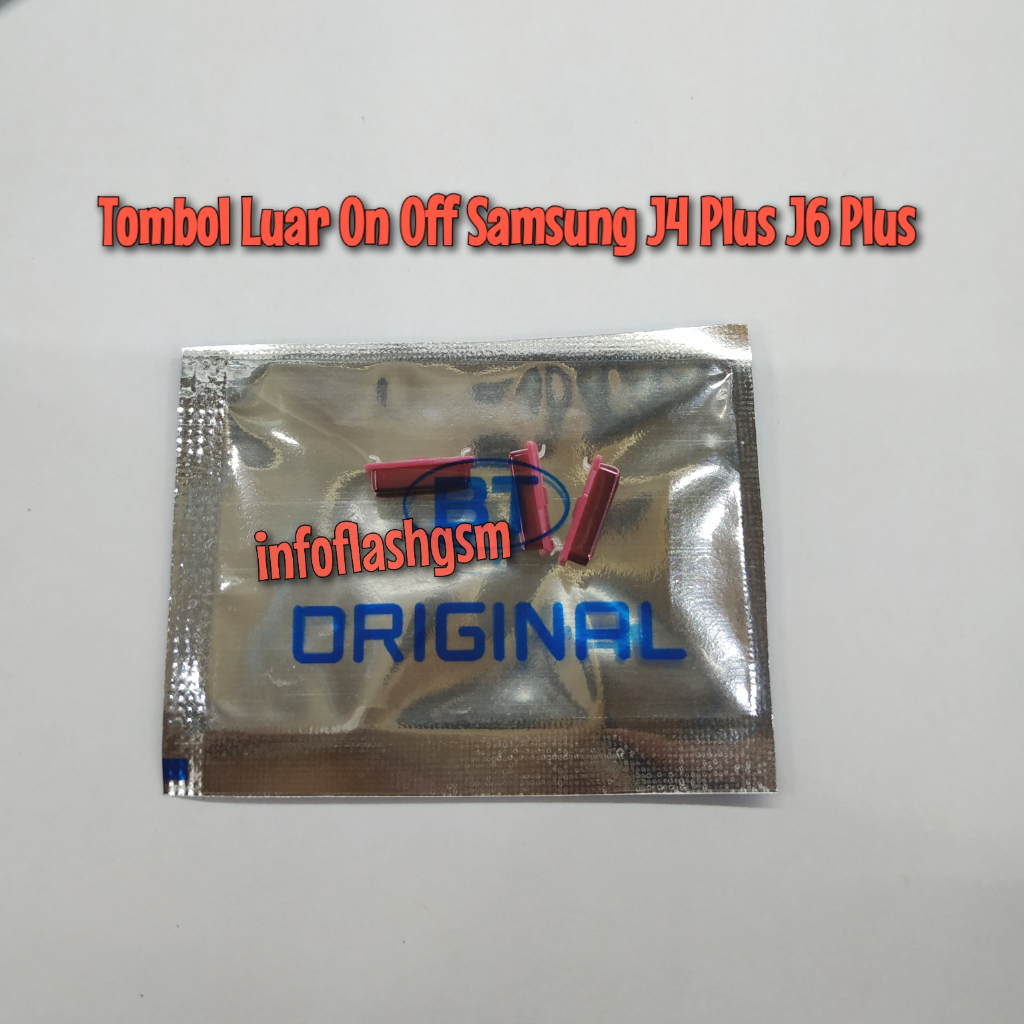 Tombol Luar On Off Samsung J4 Plus J6 Plus
BT
infoflashgsm
ORIGINAL